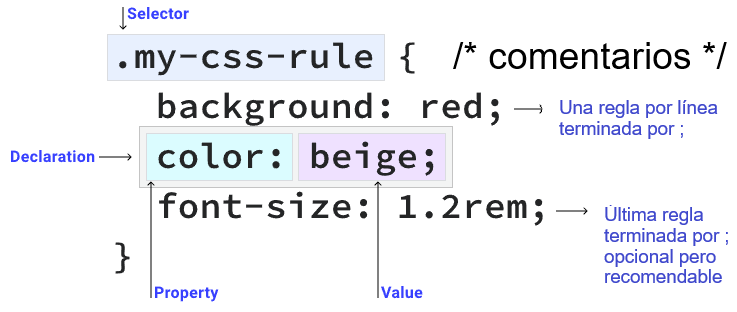 Selector
.my-css-rule { /* comentarios */
background: red;
Una regla por línea
terminada por ;
Declaration
color: beige;
font-size: 1.2rem;
Última regla
terminada por ;
opcional pero
recomendable
}
Property
Value